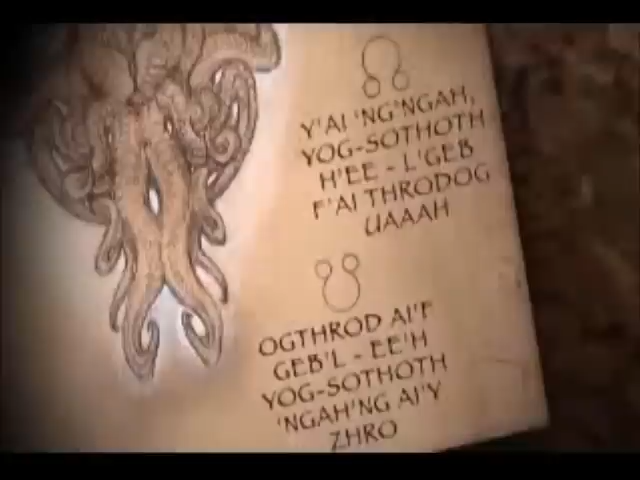 Y'AI 'NG'NGAH,
YOG-SOTHOTH
H'EE - L'GEB
F'AI THRODOG
UAAAH
OGTHROD AI'F
GEB'L - EE'H
YOG-SOTHOTH
'NGAH'NG AI'Y
ZHRO